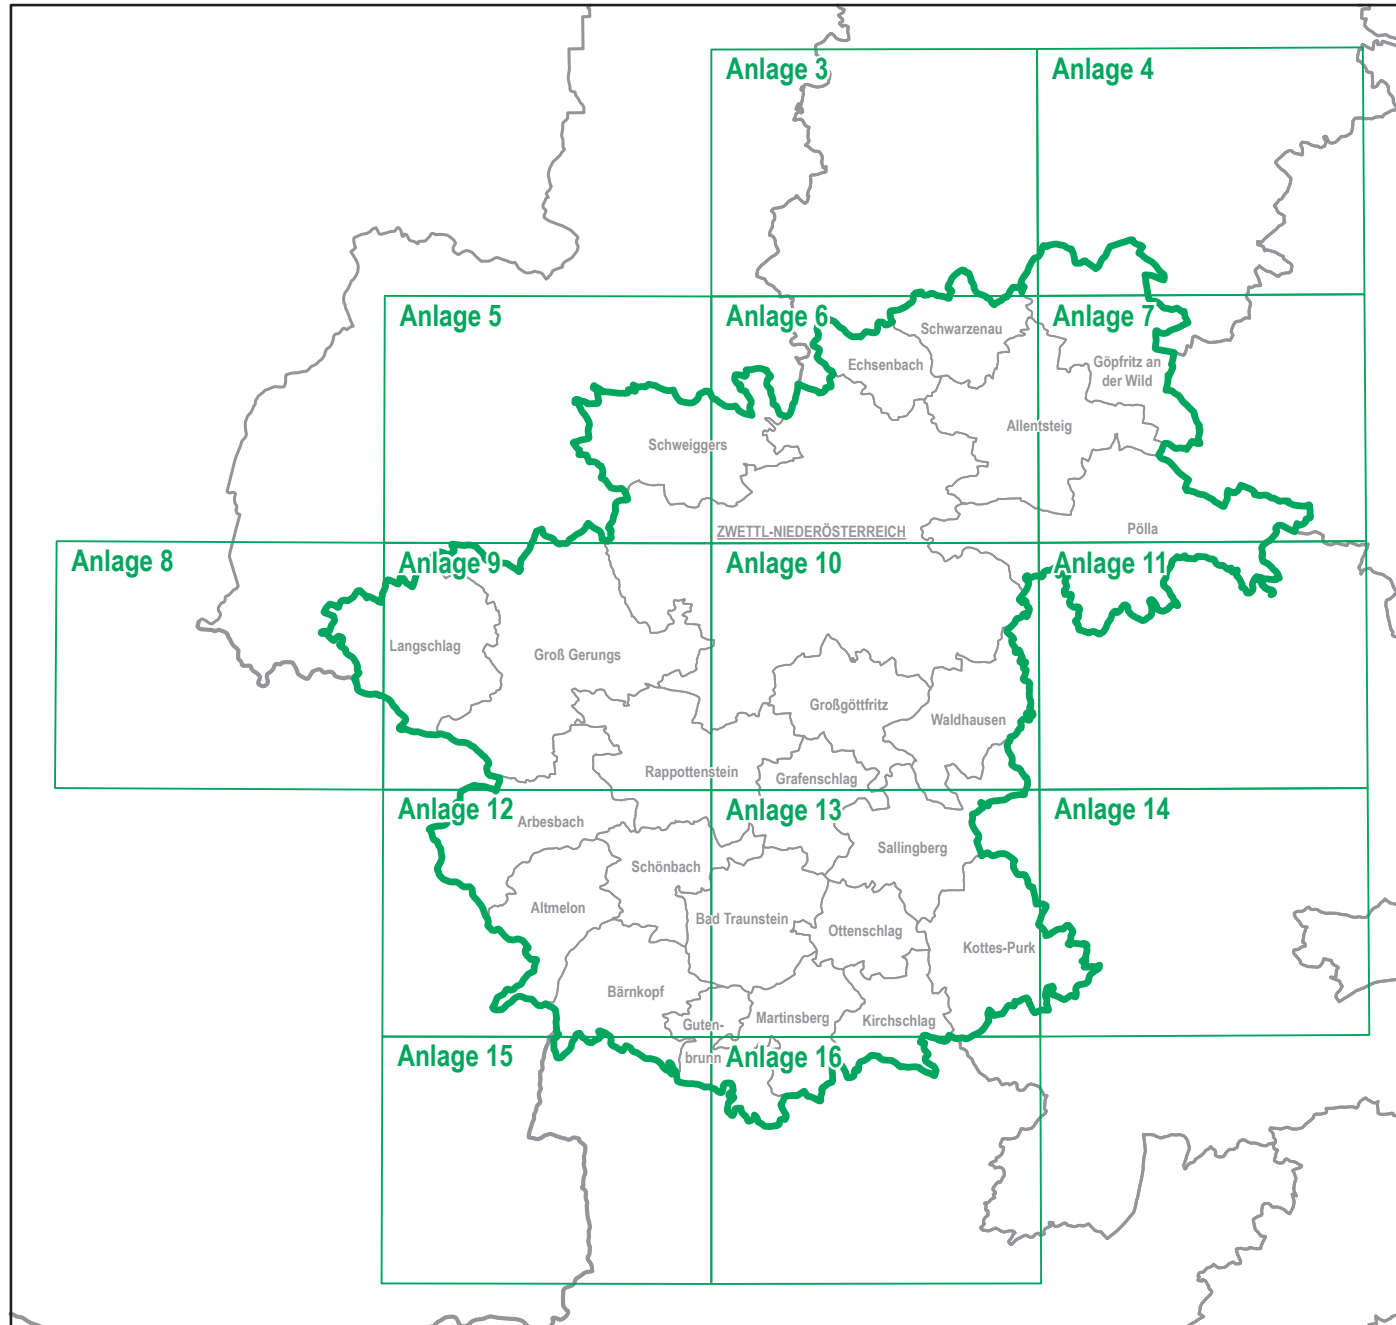 Anlage 3
Anlage 4
Anlage 5
Anlage 6
Anlage 7
Schwarzenau
Echsenbach
Göpfritz an
der Wild
Allentsteig
Schweiggers
ZWETTL-NIEDERÖSTERREICH
Pölla
Anlage 8
Anlage 9
Anlage 10
Anlage 11
Langschlag
Groß Gerungs
Großgöttfritz
Waldhausen
Rappottenstein
Grafenschlag
Anlage 12
Anlage 13
Anlage 14
Arbesbach
Sallingberg
Schönbach
Altmelon
Bad Traunstein
Ottenschlag
Kottes-Purk
Bärnkopf
Guten-
brunn
Martinsberg
Kirchschlag
Anlage 15
Anlage 16